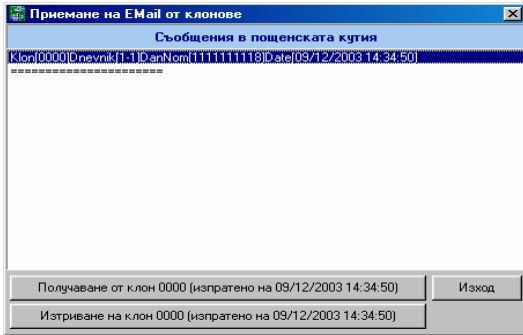 Приемане на EMail от клонове
Съобщения в пощенската кутия
Klon[0000]Dnevnik[1-1]DanNom[1111111118]Date[09/12/2003 14:34:50]
======================
Получаване от клон 0000 (изпратено на 09/12/2003 14:34:50)
Изход
Изтриване на клон 0000 (изпратено на 09/12/2003 14:34:50)